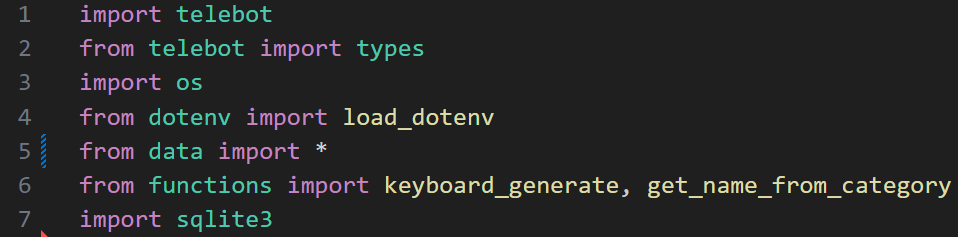 1 import telebot
2 from telebot import types
3 import os
4 from dotenv import load_dotenv
5 from data import *
6 from functions import keyboard_generate, get_name_from_category
7 import sqlite3